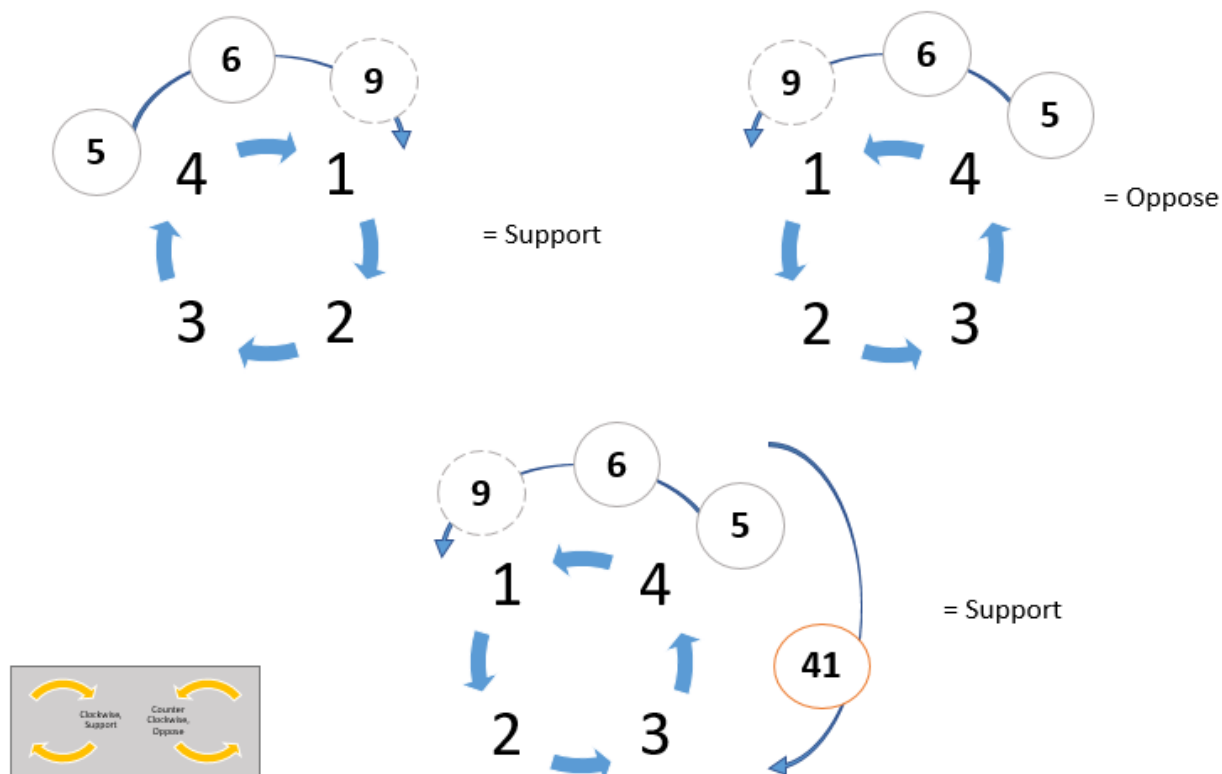 5 6 9
4 1
3 2
= Support
9 6 5
1 4
2 3
= Oppose
9 6 5
1 4
2 3
41
= Support
Clockwise,
Support
Counter
Clockwise,
Oppose